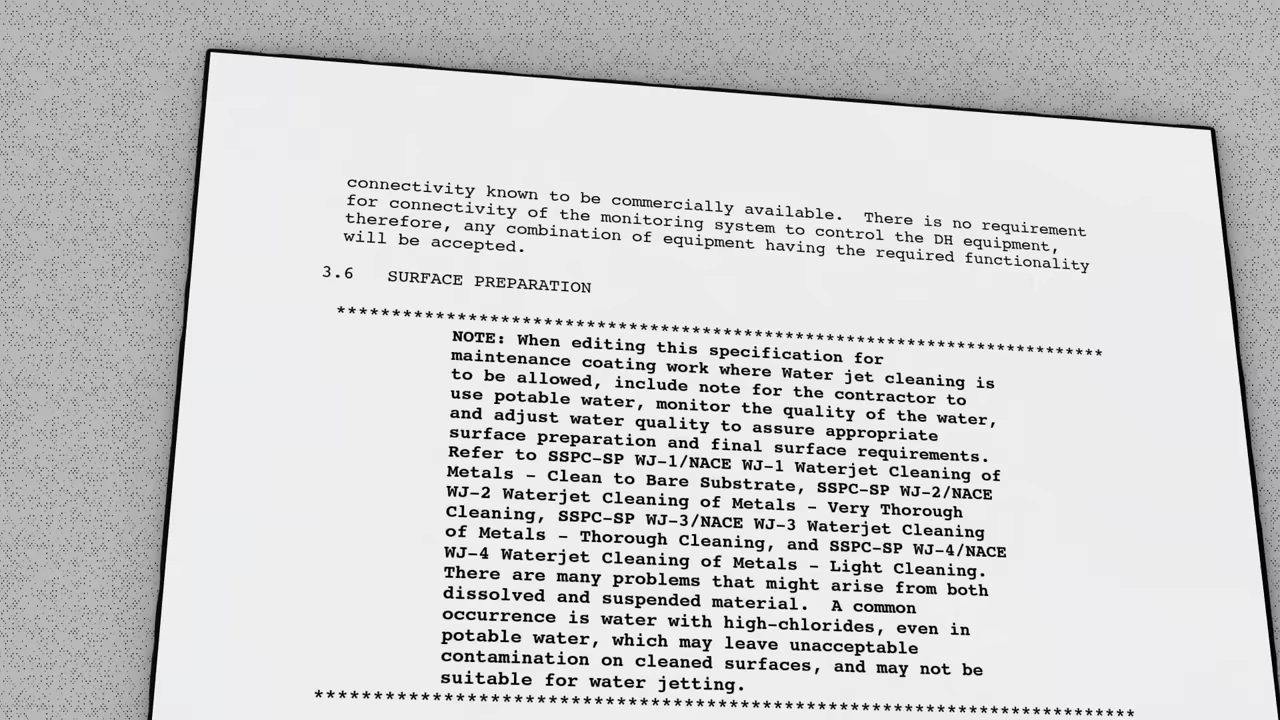 connectivity known to be commercially available.  There is no requirement
for connectivity of the monitoring system to control the DH equipment,
therefore, any combination of equipment having the required functionality
will be accepted.
3.6   SURFACE PREPARATION
**************************************************************************
NOTE: When editing this specification for
maintenance coating work where Water jet cleaning is
to be allowed, include note for the contractor to
use potable water, monitor the quality of the water,
and adjust water quality to assure appropriate
surface preparation and final surface requirements.
Refer to SSPC-SP WJ-1/NACE WJ-1 Waterjet Cleaning of
Metals - Clean to Bare Substrate, SSPC-SP WJ-2/NACE
WJ-2 Waterjet Cleaning of Metals - Very Thorough
Cleaning, SSPC-SP WJ-3/NACE WJ-3 Waterjet Cleaning
of Metals - Thorough Cleaning, and SSPC-SP WJ-4/NACE
WJ-4 Waterjet Cleaning of Metals - Light Cleaning.
There are many problems that might arise from both
dissolved and suspended material.  A common
occurrence is water with high-chlorides, even in
potable water, which may leave unacceptable
contamination on cleaned surfaces, and may not be
suitable for water jetting.
**************************************************************************